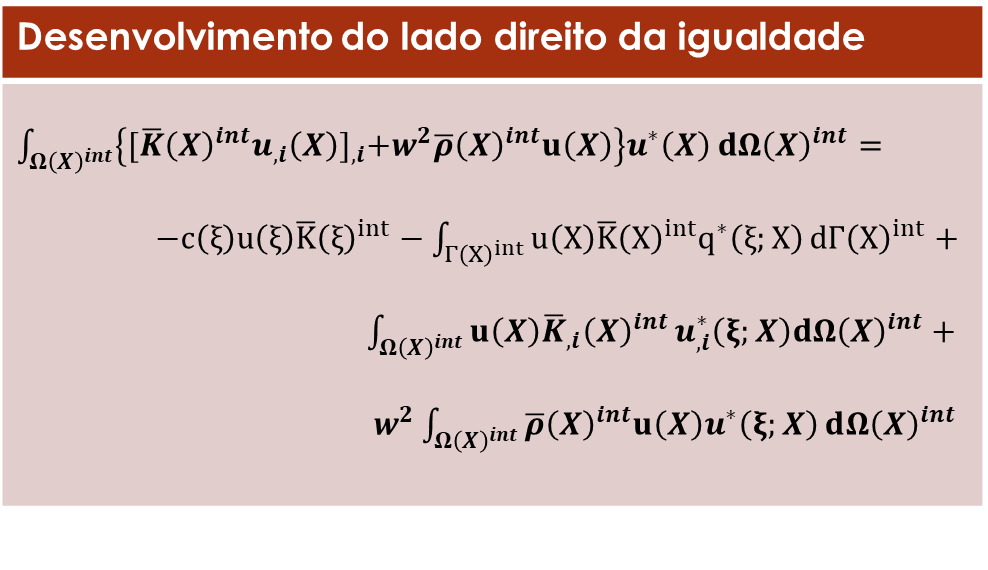 Desenvolvimento do lado direito da igualdade
∫_{Ω(X)^{int}}{[K̅(X)^{int}u_{,i}(X)]_{,i}+w²ρ̅(X)^{int}u(X)}u*(X) dΩ(X)^{int} =
−c(ξ)u(ξ)K̅(ξ)^{int} − ∫_{Γ(X)^{int}} u(X)K̅(X)^{int}q*(ξ; X) dΓ(X)^{int} +
∫_{Ω(X)^{int}} u(X)K̅_{,i}(X)^{int} u*_{,i}(ξ; X)dΩ(X)^{int} +
w² ∫_{Ω(X)^{int}} ρ̅(X)^{int}u(X)u*(ξ; X) dΩ(X)^{int}